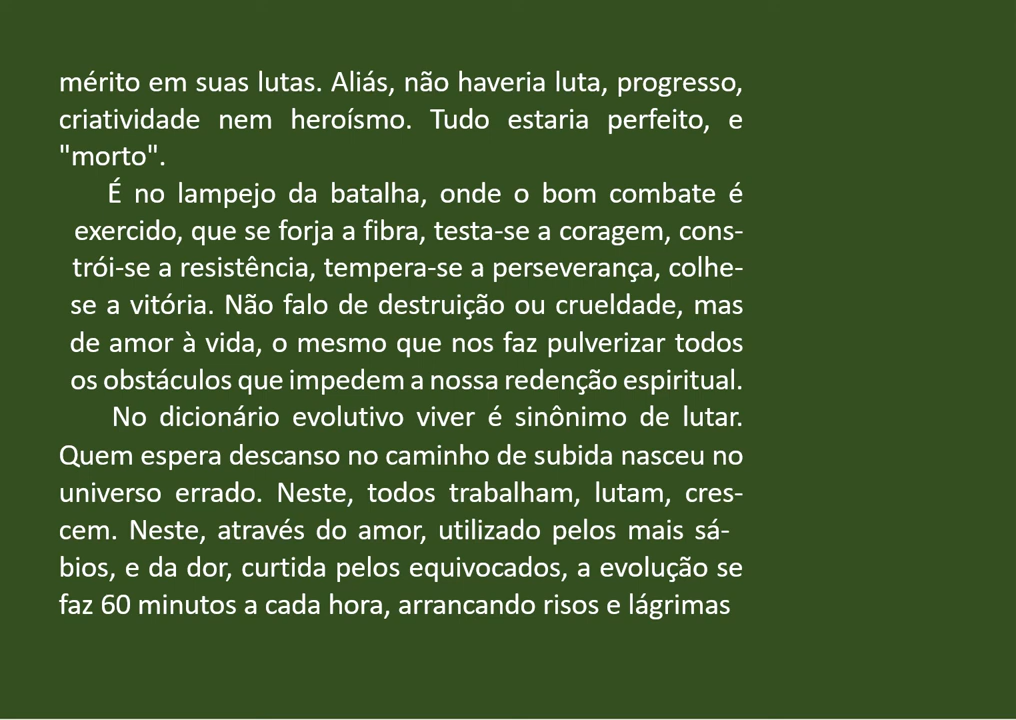 mérito em suas lutas. Aliás, não haveria luta, progresso,
criatividade nem heroísmo. Tudo estaria perfeito, e
"morto".
É no lampejo da batalha, onde o bom combate é
exercido, que se forja a fibra, testa-se a coragem, cons-
trói-se a resistência, tempera-se a perseverança, colhe-
se a vitória. Não falo de destruição ou crueldade, mas
de amor à vida, o mesmo que nos faz pulverizar todos
os obstáculos que impedem a nossa redenção espiritual.
No dicionário evolutivo viver é sinônimo de lutar.
Quem espera descanso no caminho de subida nasceu no
universo errado. Neste, todos trabalham, lutam, cres-
cem. Neste, através do amor, utilizado pelos mais sá-
bios, e da dor, curtida pelos equivocados, a evolução se
faz 60 minutos a cada hora, arrancando risos e lágrimas